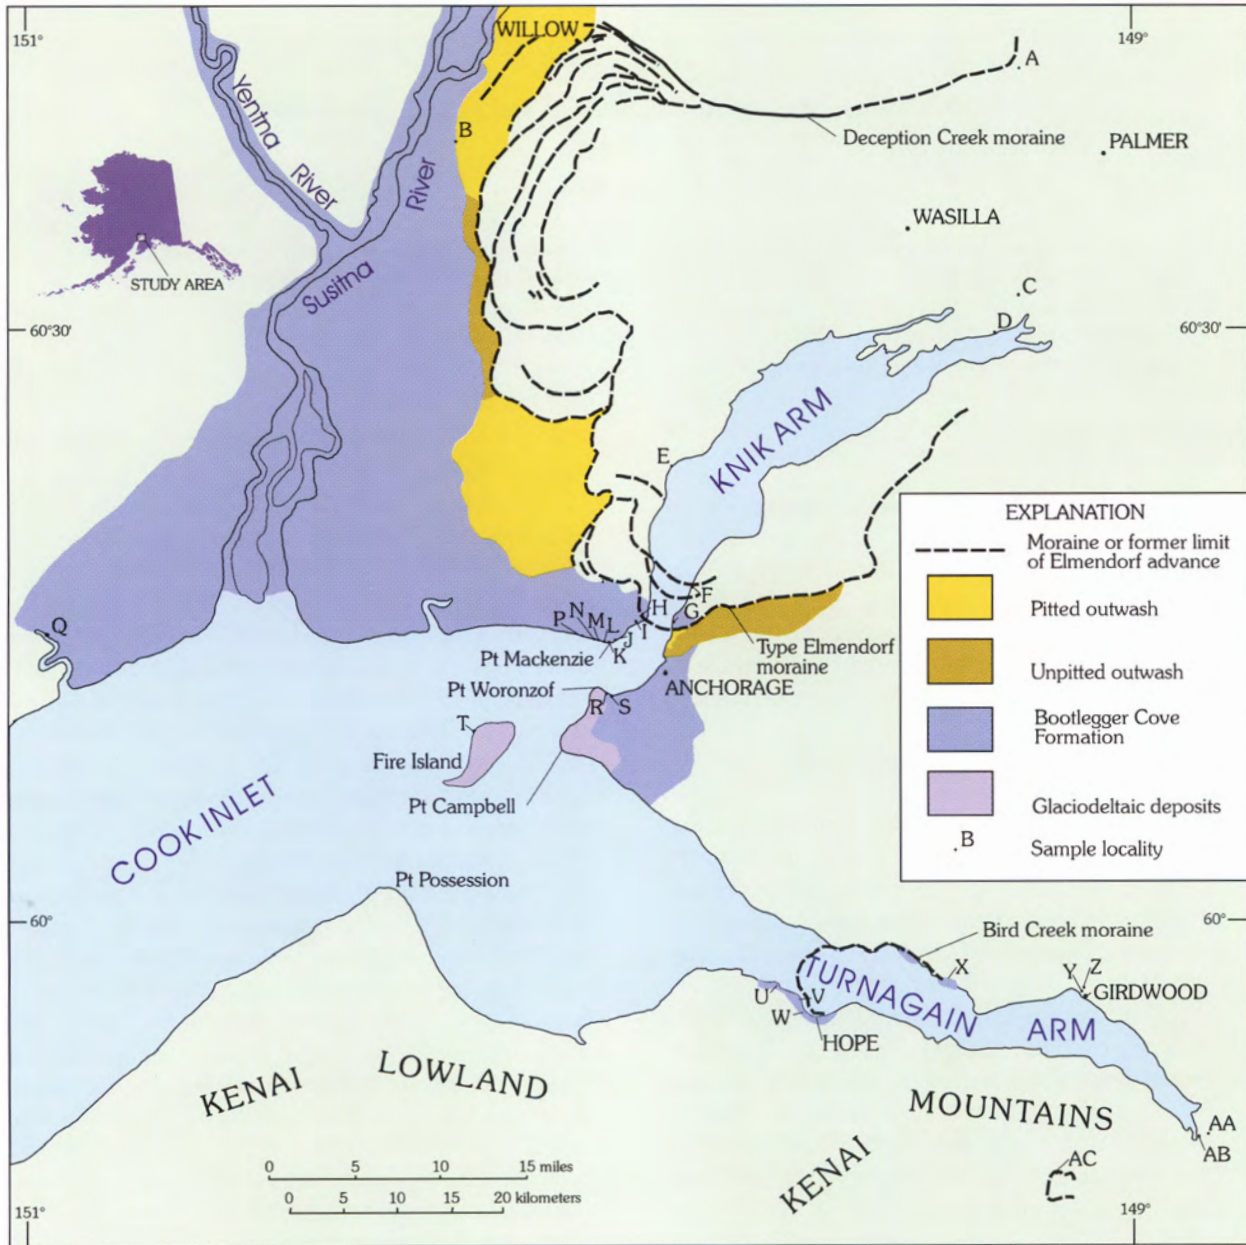 151°
WILLOW
149°
A
Yentna
River
B
River
Deception Creek moraine
PALMER
WASILLA
STUDY AREA
Susitna
C
60°30'
D
60°30'
KNIK ARM
E
EXPLANATION
Moraine or former limit
of Elmendorf advance
Pitted outwash
Unpitted outwash
Bootlegger Cove
Formation
Glaciodeltaic deposits
B
Sample locality
F
G
H
I
J
K
L
M
N
P
Q
Pt Mackenzie
Type Elmendorf
moraine
Pt Woronzof
ANCHORAGE
R
S
T
Fire Island
Pt Campbell
COOK INLET
Pt Possession
60°
60°
Bird Creek moraine
X
Y
Z
GIRDWOOD
U
V
W
TURNAGAIN
ARM
HOPE
KENAI
LOWLAND
MOUNTAINS
KENAI
AA
AB
AC
0 5 10 15 miles
0 5 10 15 20 kilometers
151°
149°